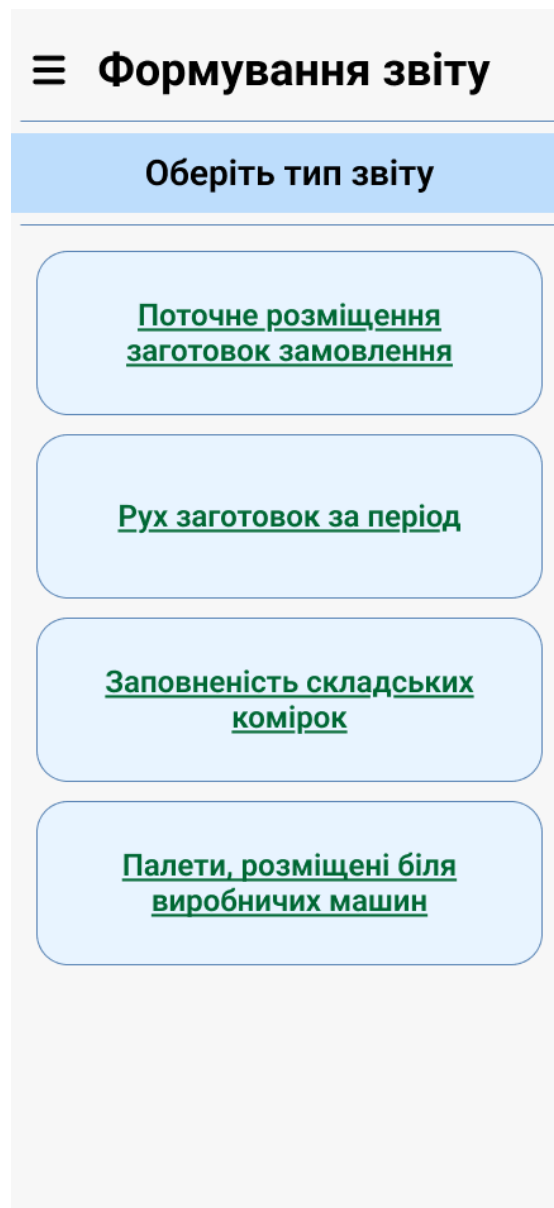 Формування звіту
Оберіть тип звіту
Поточне розміщення
заготовок замовлення
Рух заготовок за період
Заповненість складських
комірок
Палети, розміщені біля
виробничих машин